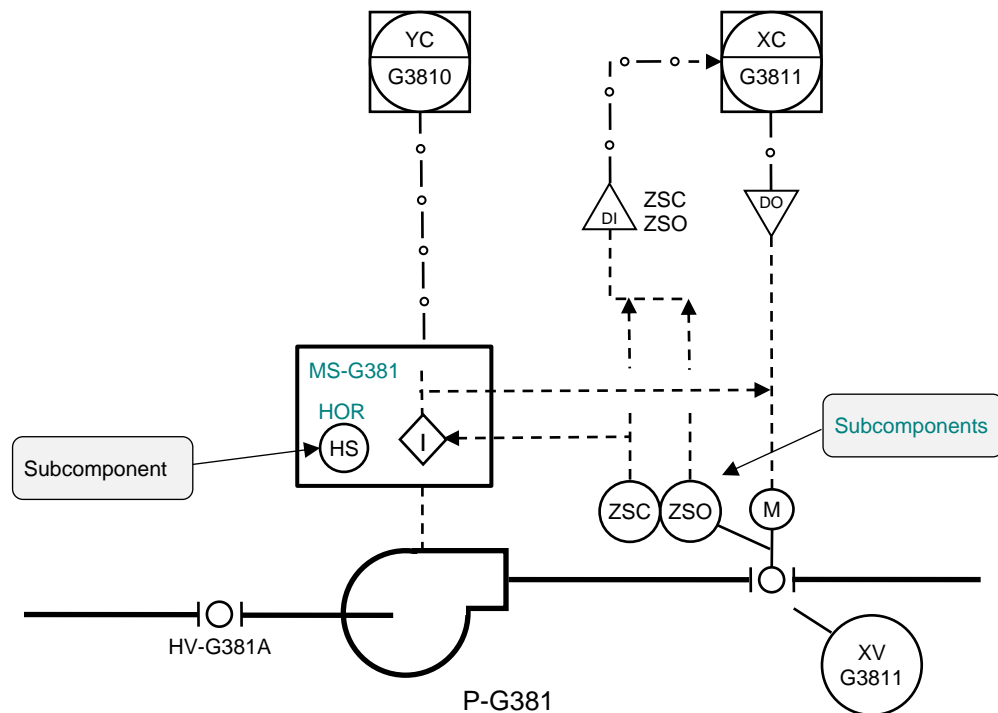 YC
G3810
XC
G3811
DI
ZSC
ZSO
DO
MS-G381
HOR
HS
I
Subcomponent
Subcomponents
ZSC
ZSO
M
HV-G381A
XV
G3811
P-G381